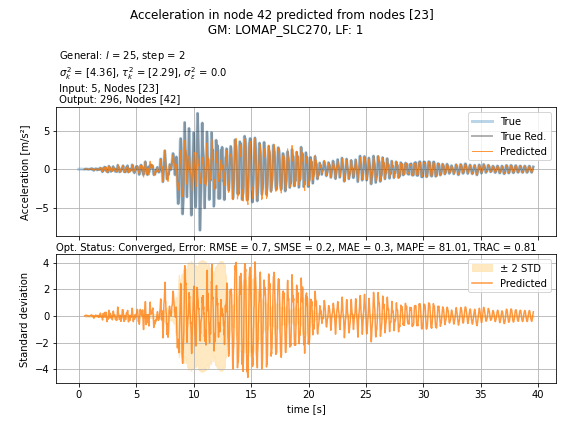 Acceleration in node 42 predicted from nodes [23]
GM: LOMAP_SLC270, LF: 1
General: l = 25, step = 2
σ²ₖ = [4.36], τ²ₖ = [2.29], σ²ₑ = 0.0
Input: 5, Nodes [23]
Output: 296, Nodes [42]
Acceleration [m/s²]
5
0
−5
True
True Red.
Predicted
Opt. Status: Converged, Error: RMSE = 0.7, SMSE = 0.2, MAE = 0.3, MAPE = 81.01, TRAC = 0.81
Standard deviation
4
2
0
−2
−4
± 2 STD
Predicted
0 5 10 15 20 25 30 35 40
time [s]